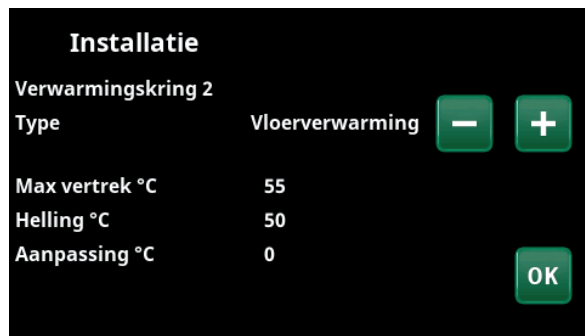 Installatie
Verwarmingskring 2
Type Vloerverwarming − +
Max vertrek °C 55
Helling °C 50
Aanpassing °C 0
OK